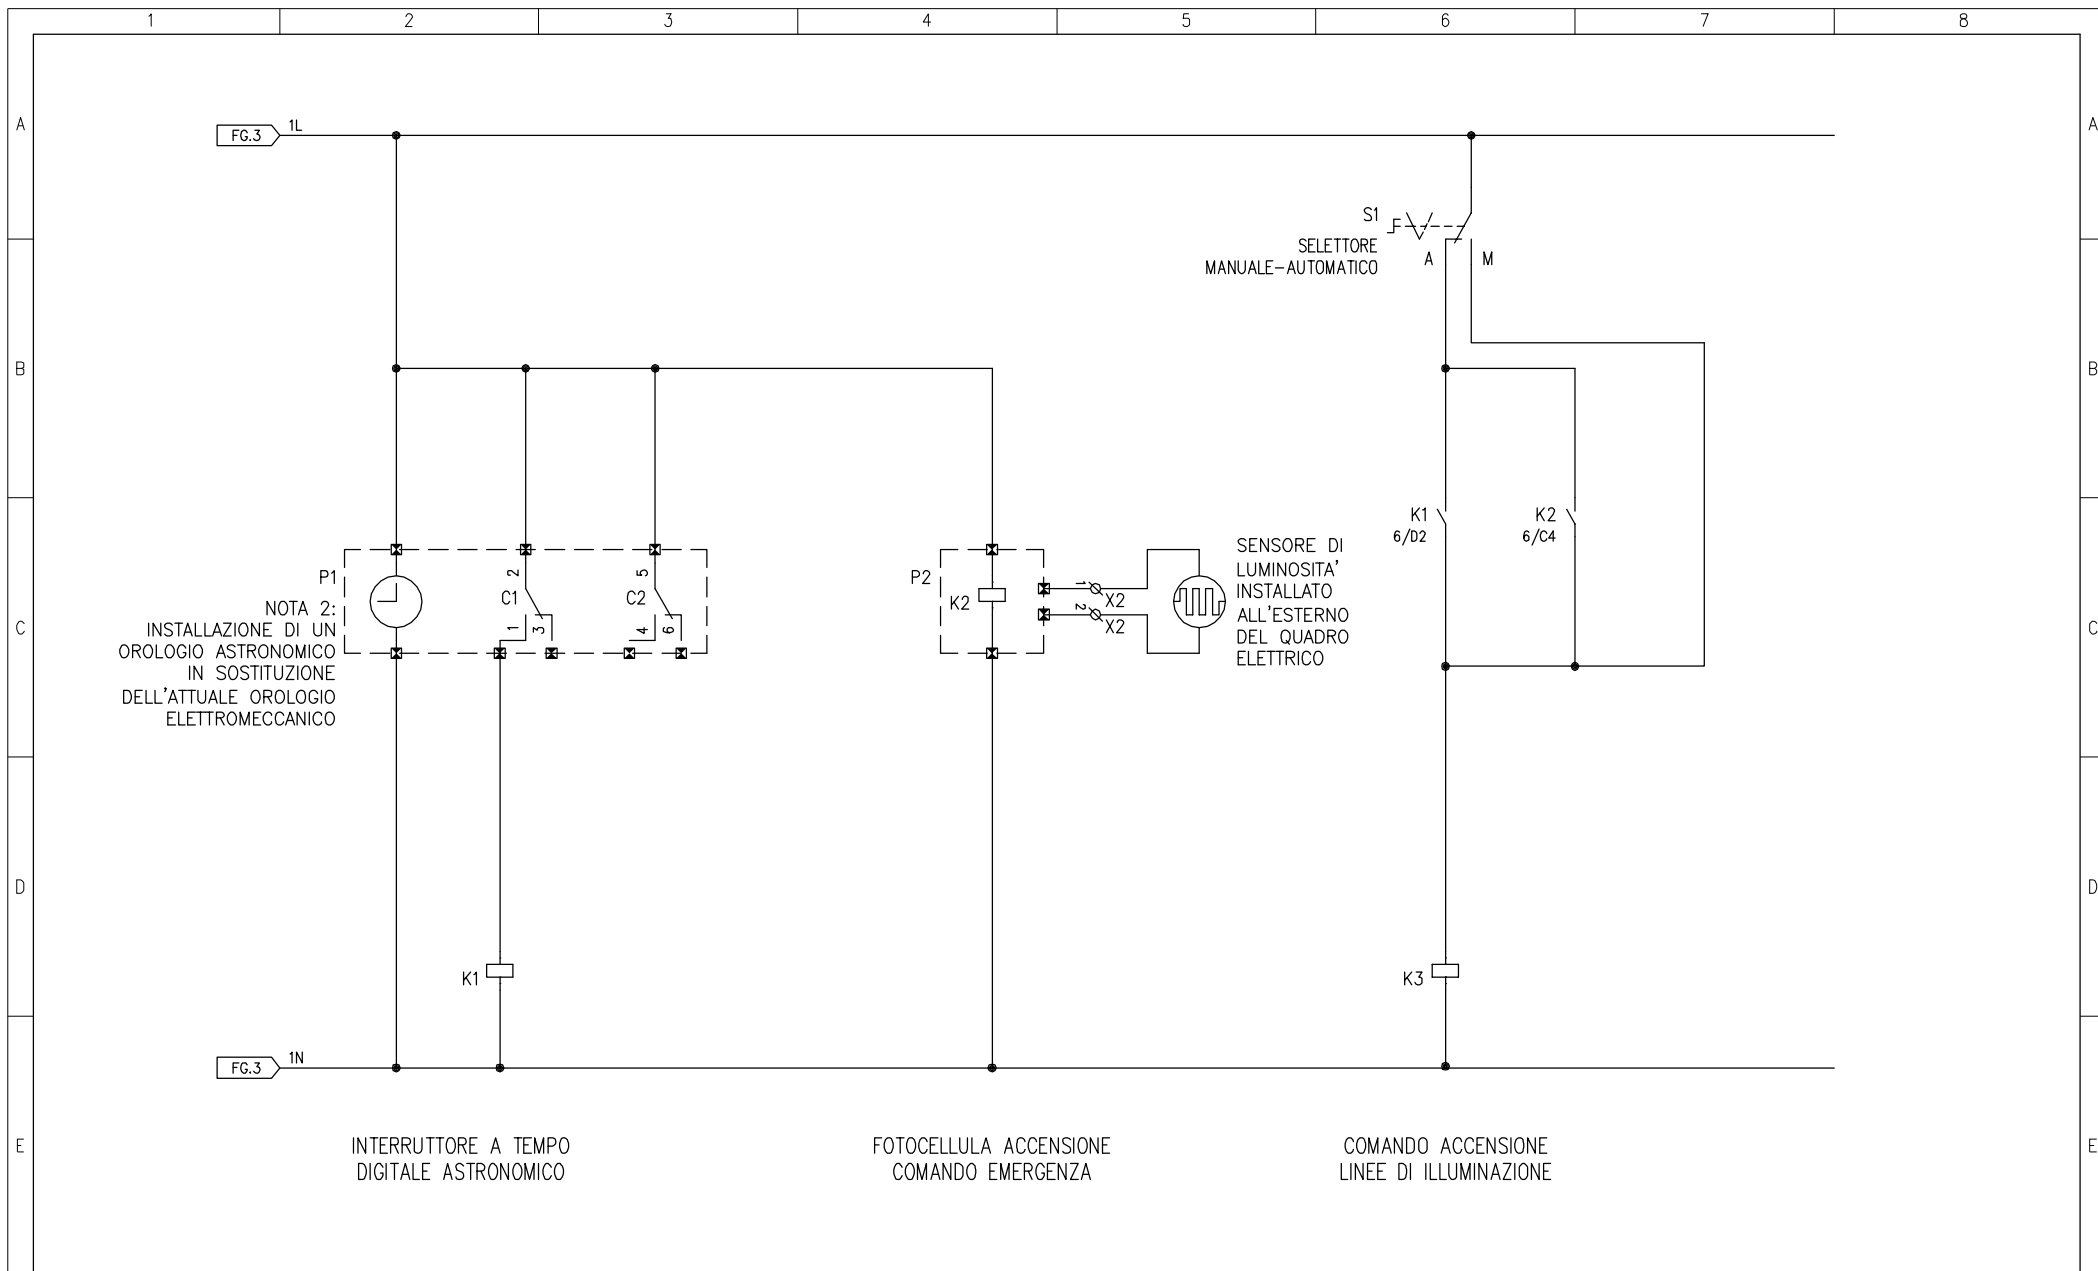 1 2 3 4 5 6 7 8
A A
FG.3 1L
S1
SELETTORE
MANUALE-AUTOMATICO
A M
B B
K1
6/D2
K2
6/C4
P1
NOTA 2:
INSTALLAZIONE DI UN
OROLOGIO ASTRONOMICO
IN SOSTITUZIONE
DELL'ATTUALE OROLOGIO
ELETTROMECCANICO
2
C1
1
3
5
C2
4
6
P2
K2
1
X2
2
X2
SENSORE DI
LUMINOSITA'
INSTALLATO
ALL'ESTERNO
DEL QUADRO
ELETTRICO
C C
D D
K1
K3
FG.3 1N
E E
INTERRUTTORE A TEMPO
DIGITALE ASTRONOMICO
FOTOCELLULA ACCENSIONE
COMANDO EMERGENZA
COMANDO ACCENSIONE
LINEE DI ILLUMINAZIONE